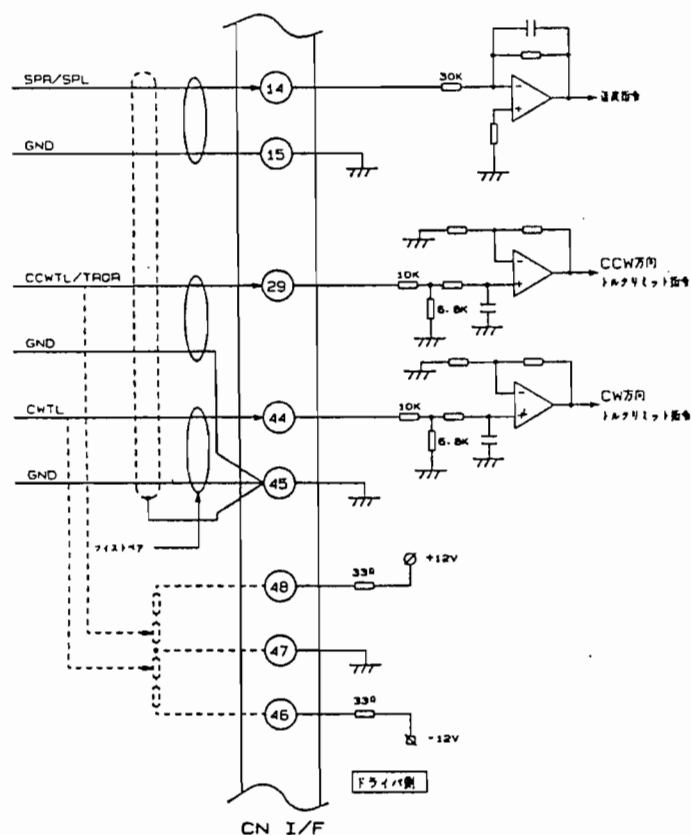 SPR/SPL
14
30K
-
+
速度指令
GND
15
CCWTL/TRQR
29
10K
6.8K
-
+
CCW方向
トルクリミット指令
GND
CWTL
44
10K
6.8K
-
+
CW方向
トルクリミット指令
GND
45
ツイストペア
48
33Ω
+12V
47
46
33Ω
-12V
ドライバ側
CN I/F